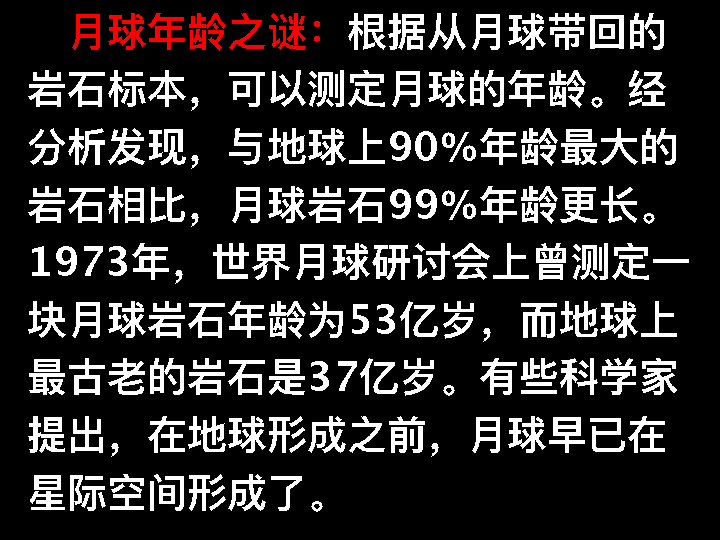 月球年龄之谜：根据从月球带回的
岩石标本，可以测定月球的年龄。经
分析发现，与地球上90%年龄最大的
岩石相比，月球岩石99%年龄更长。
1973年，世界月球研讨会上曾测定一
块月球岩石年龄为53亿岁，而地球上
最古老的岩石是37亿岁。有些科学家
提出，在地球形成之前，月球早已在
星际空间形成了。